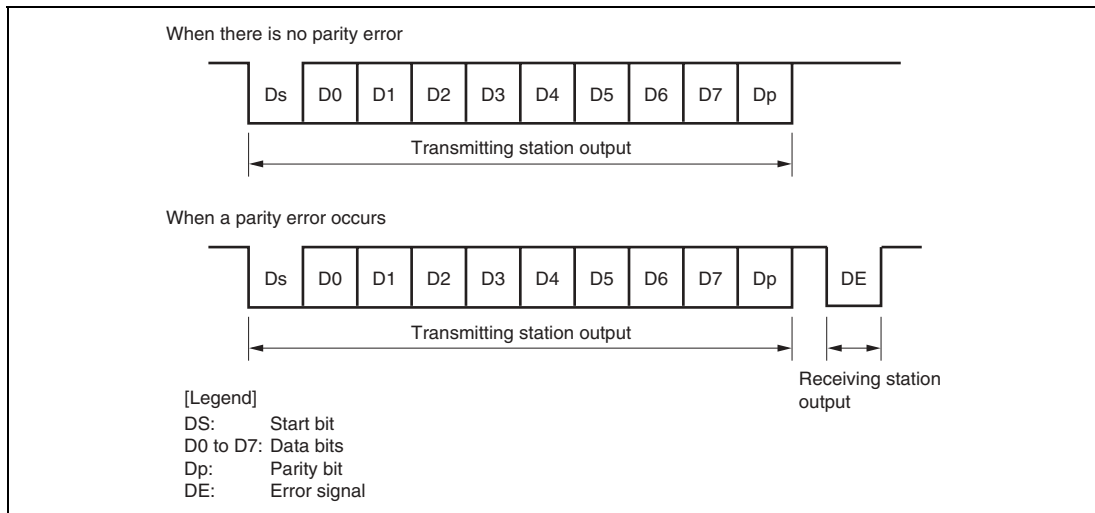 When there is no parity error
Ds D0 D1 D2 D3 D4 D5 D6 D7 Dp
Transmitting station output
When a parity error occurs
Ds D0 D1 D2 D3 D4 D5 D6 D7 Dp DE
Transmitting station output
Receiving station
output
[Legend]
DS: Start bit
D0 to D7: Data bits
Dp: Parity bit
DE: Error signal